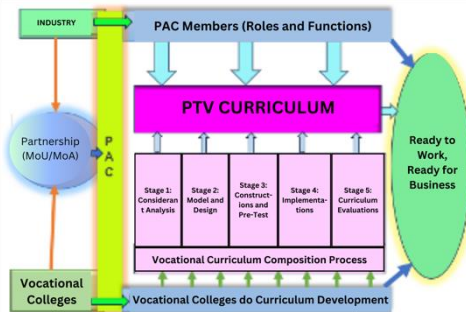 INDUSTRY
PAC Members (Roles and Functions)
PTV CURRICULUM
Partnership
(MoU/MoA)
P
A
C
Ready to
Work,
Ready for
Business
Stage 1:
Consideran
t Analysis
Stage 2:
Model and
Design
Stage 3:
Constructi-
ons and
Pre-Test
Stage 4:
Implementa-
tions
Stage 5:
Curriculum
Evaluations
Vocational Curriculum Composition Process
Vocational
Colleges
Vocational Colleges do Curriculum Development